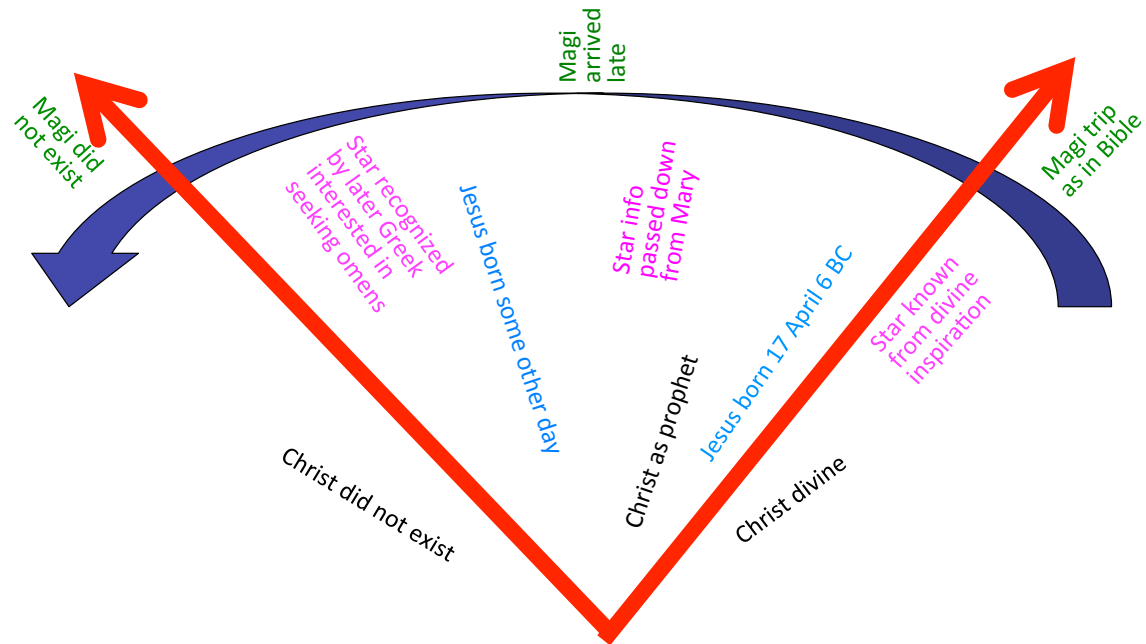 Magi
arrived
late
Magi did
not exist
Magi trip
as in Bible
Star recognized
by later Greek
interested in
seeking omens
Star info
passed down
from Mary
Jesus born some other day
Jesus born 17 April 6 BC
Star known
from divine
inspiration
Christ did not exist
Christ as prophet
Christ divine